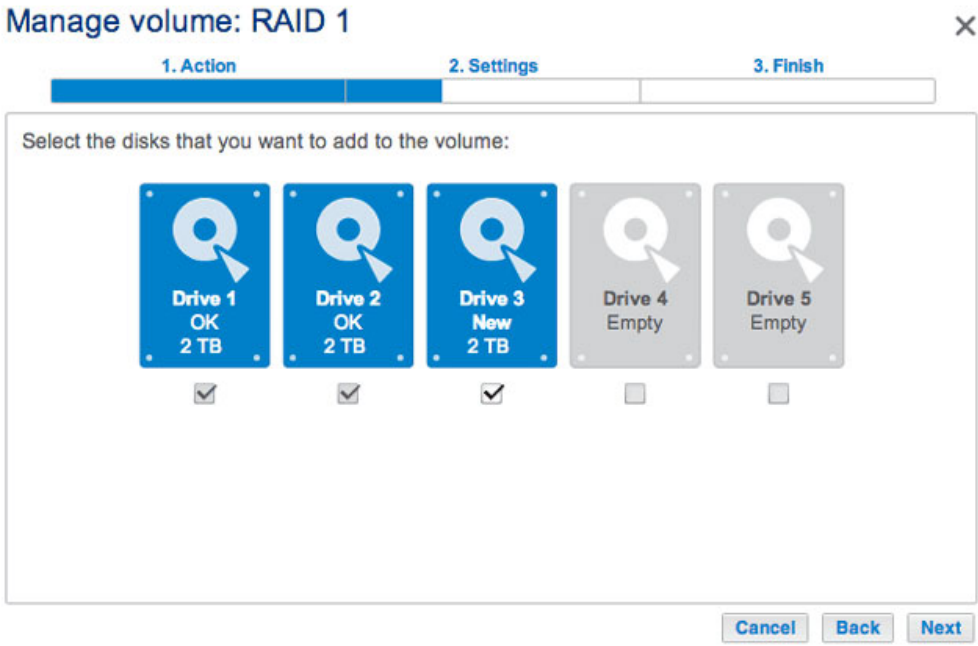 Manage volume: RAID 1
1. Action 2. Settings 3. Finish
Select the disks that you want to add to the volume:
Drive 1 Drive 2 Drive 3 Drive 4 Drive 5
OK OK New Empty Empty
2 TB 2 TB 2 TB
Cancel Back Next